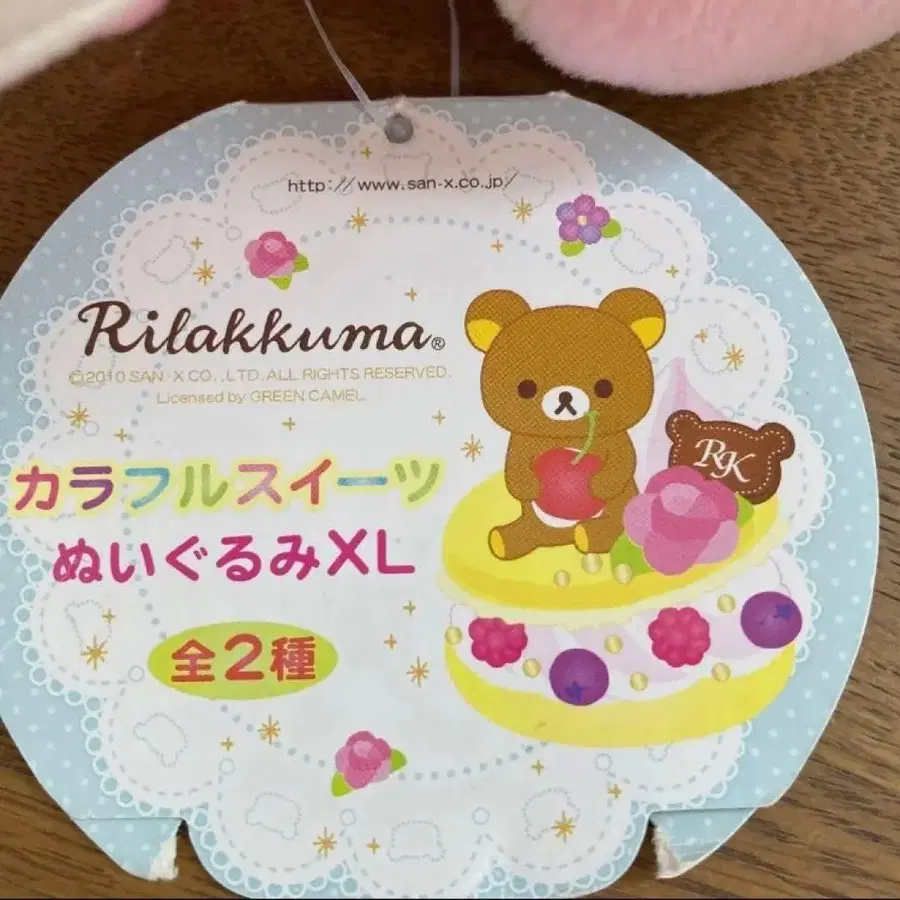 http://www.san-x.co.jp/
Rilakkuma®
©2010 SAN-X CO.,LTD.ALL RIGHTS RESERVED.
Licensed by GREEN CAMEL
カラフルスイーツ
ぬいぐるみXL
全2種
RK